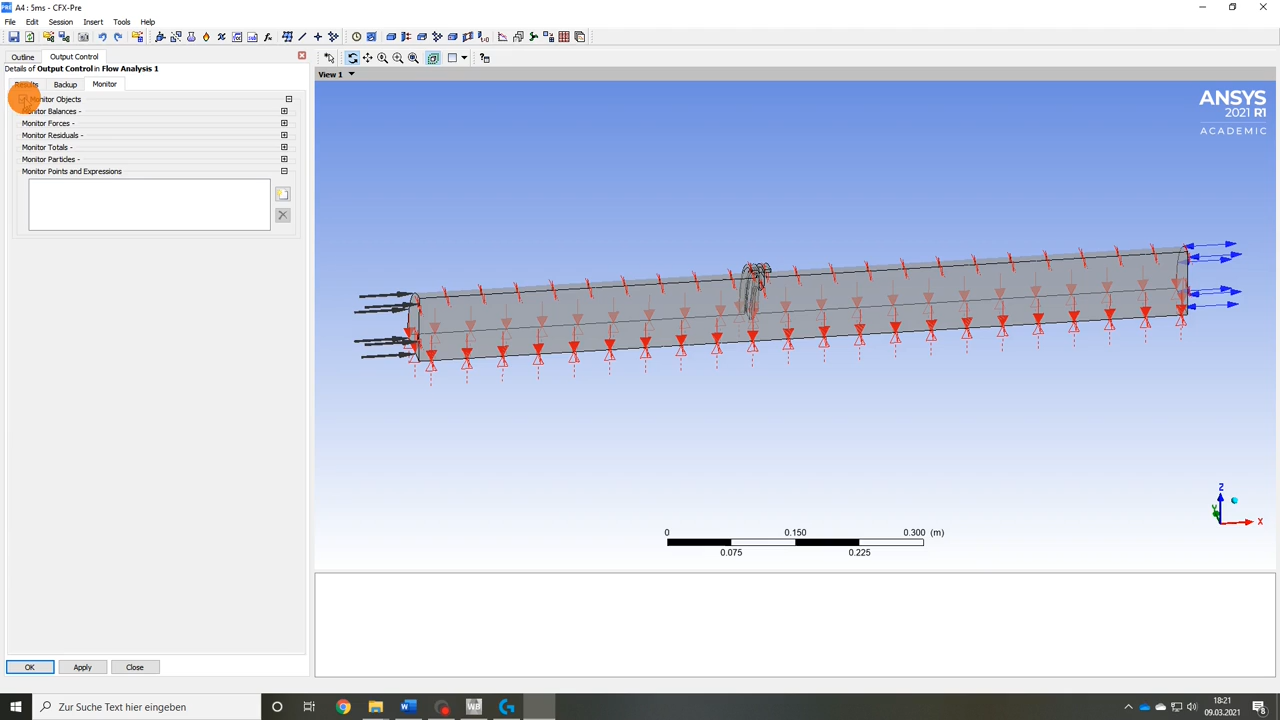 A4 : 5ms - CFX-Pre
File Edit Session Insert Tools Help
Outline Output Control
Details of Output Control in Flow Analysis 1
Results Backup Monitor
Monitor Objects
Monitor Balances -
Monitor Forces -
Monitor Residuals -
Monitor Totals -
Monitor Particles -
Monitor Points and Expressions
OK Apply Close
View 1
ANSYS
2021 R1
ACADEMIC
0 0.150 0.300 (m)
0.075 0.225
Z
Y
X
Zur Suche Text hier eingeben
18:21
09.03.2021
8